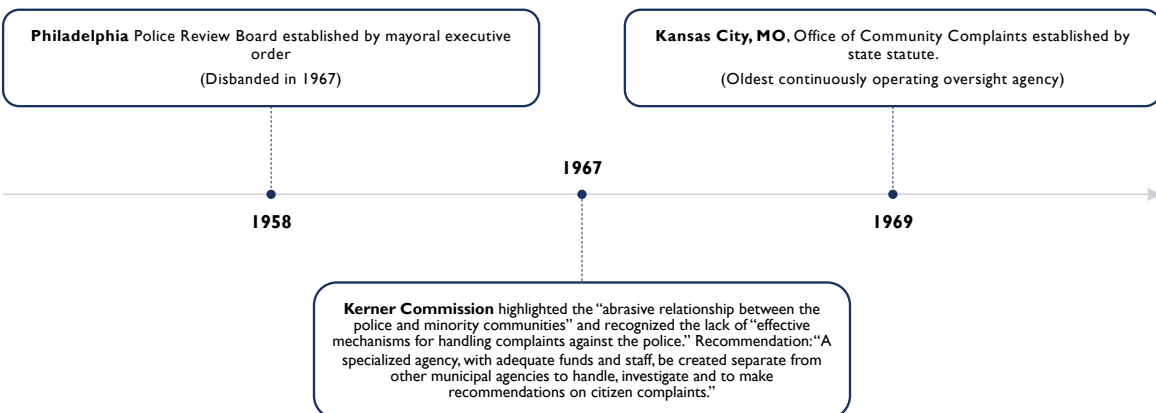 Philadelphia Police Review Board established by mayoral executive
order
(Disbanded in 1967)
Kansas City, MO, Office of Community Complaints established by
state statute.
(Oldest continuously operating oversight agency)
1967
1958
1969
Kerner Commission highlighted the “abrasive relationship between the
police and minority communities” and recognized the lack of “effective
mechanisms for handling complaints against the police.” Recommendation: “A
specialized agency, with adequate funds and staff, be created separate from
other municipal agencies to handle, investigate and to make
recommendations on citizen complaints.”